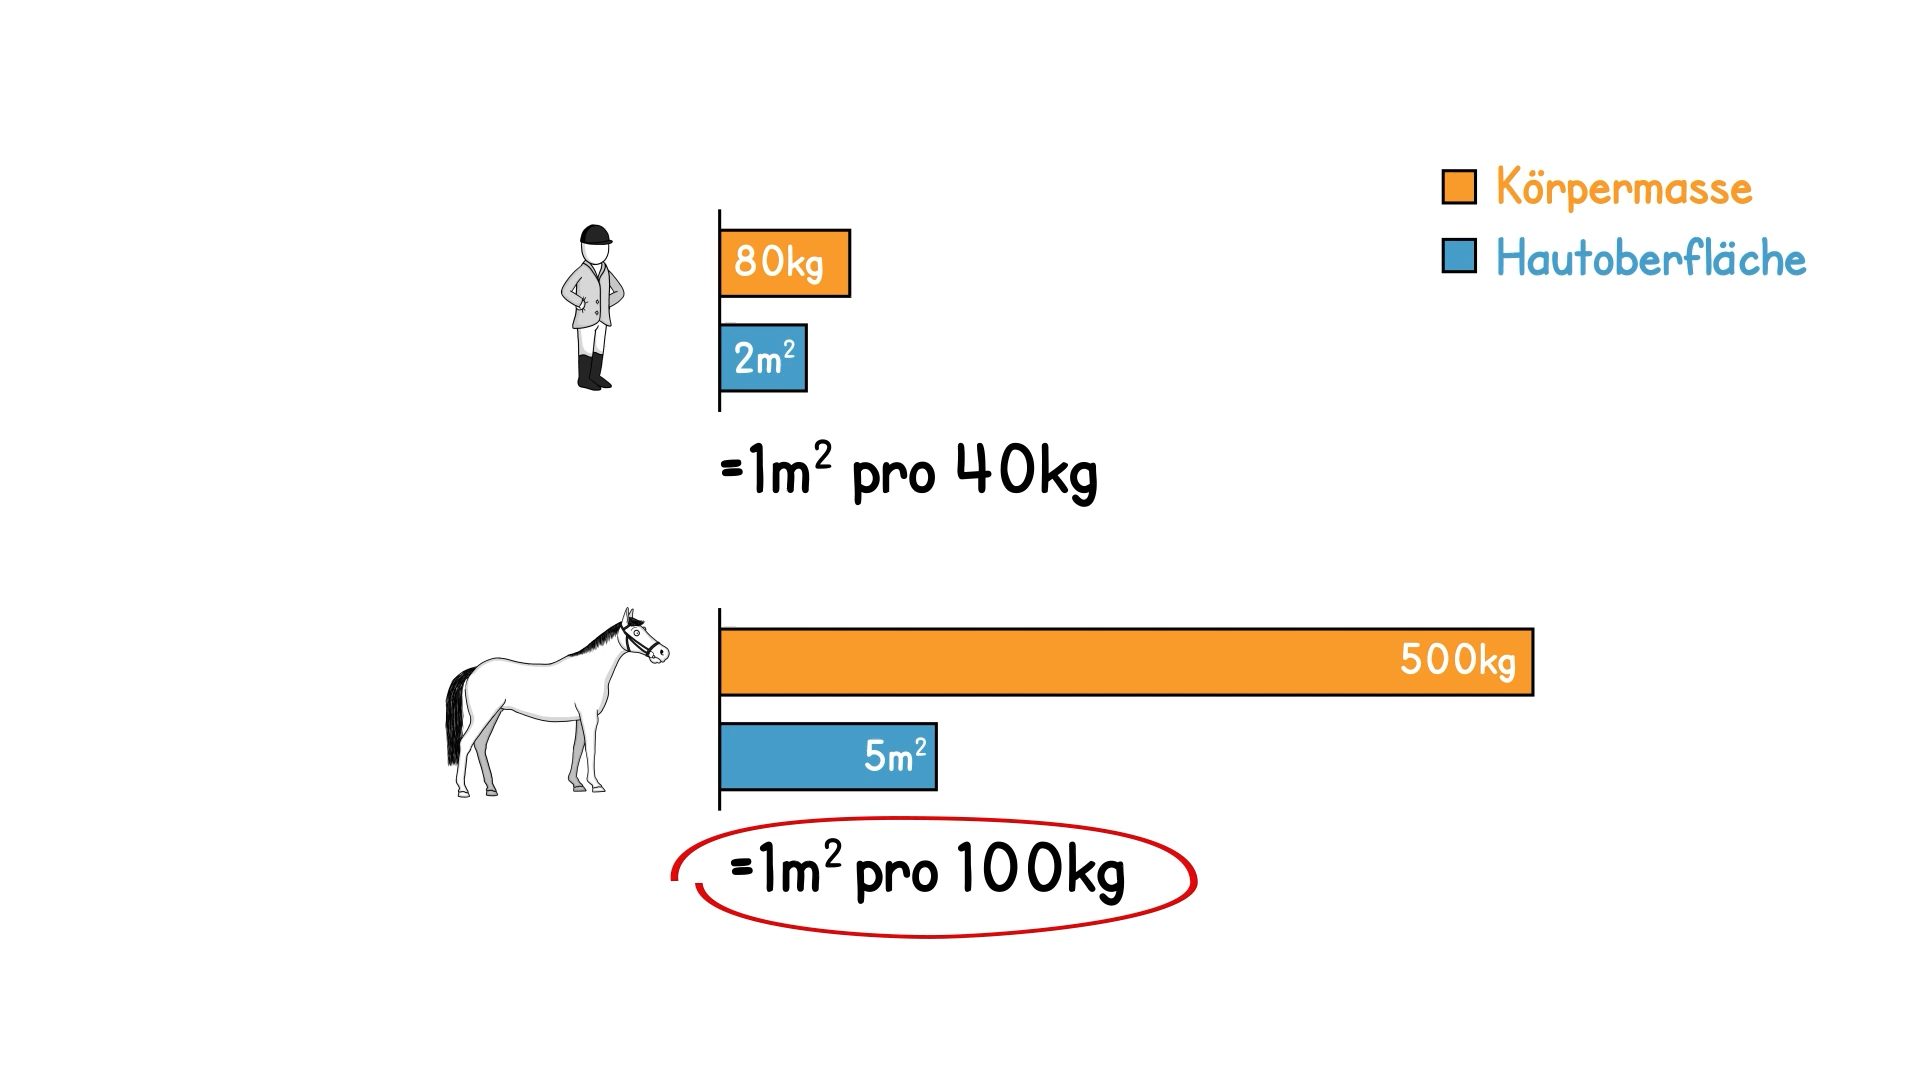 Körpermasse
Hautoberfläche
80kg
2m²
=1m² pro 40kg
500kg
5m²
=1m² pro 100kg